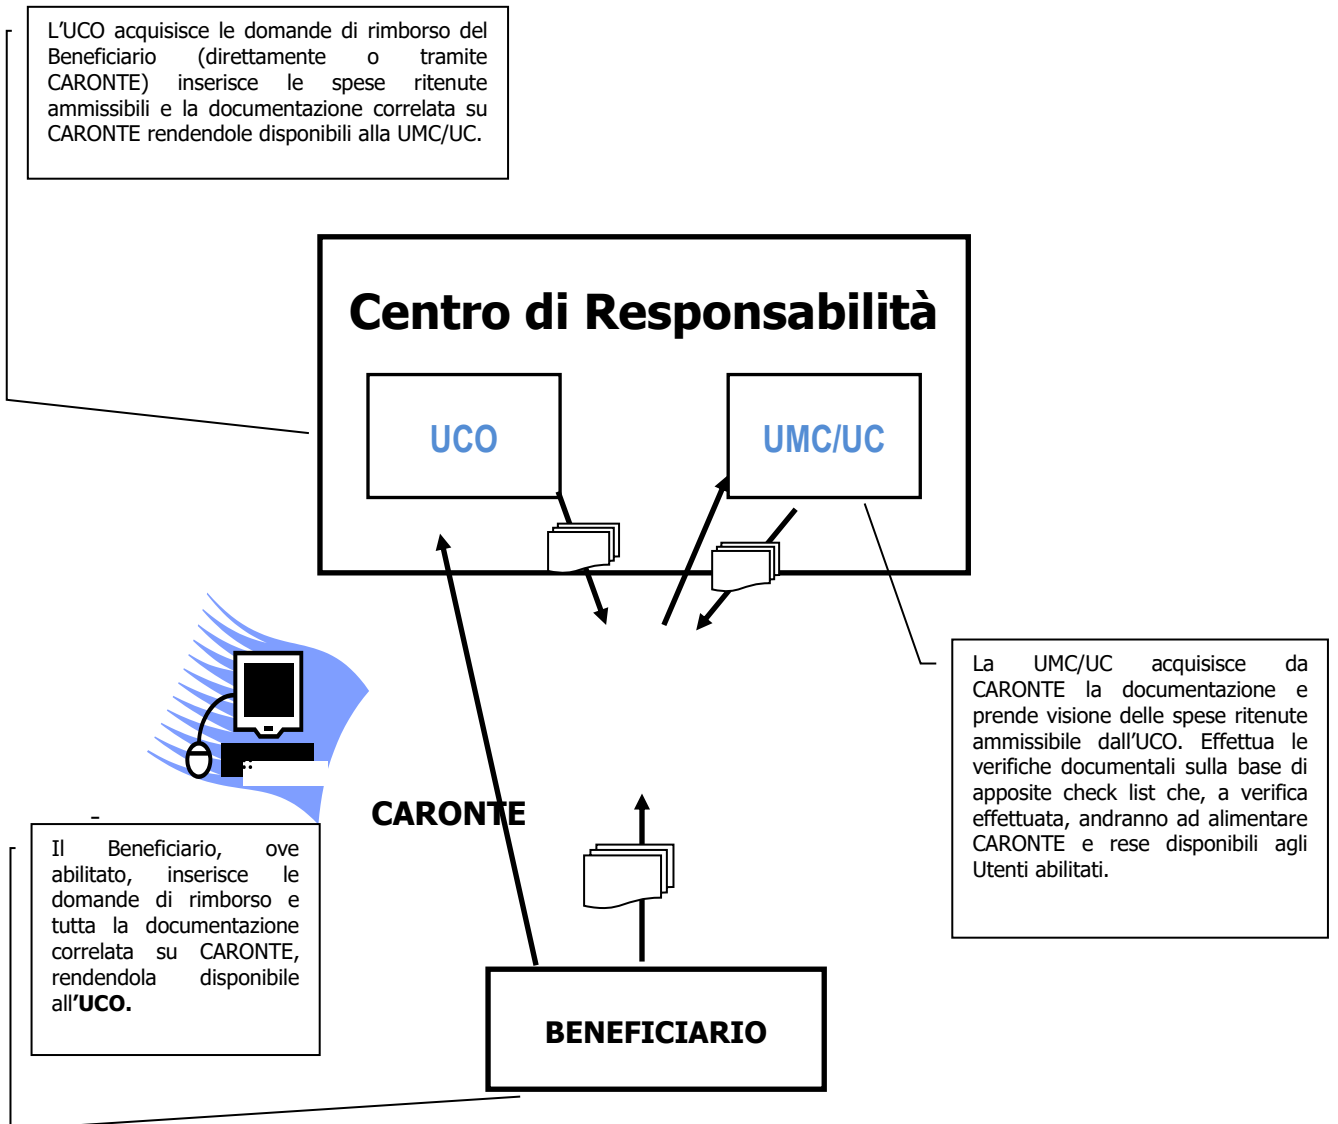 L'UCO acquisisce le domande di rimborso del
Beneficiario (direttamente o tramite
CARONTE) inserisce le spese ritenute
ammissibili e la documentazione correlata su
CARONTE rendendole disponibili alla UMC/UC.
Centro di Responsabilità
UCO
UMC/UC
La UMC/UC acquisisce da
CARONTE la documentazione e
prende visione delle spese ritenute
ammissibile dall'UCO. Effettua le
verifiche documentali sulla base di
apposite check list che, a verifica
effettuata, andranno ad alimentare
CARONTE e rese disponibili agli
Utenti abilitati.
CARONTE
Il Beneficiario, ove
abilitato, inserisce le
domande di rimborso e
tutta la documentazione
correlata su CARONTE,
rendendola disponibile
all'UCO.
BENEFICIARIO